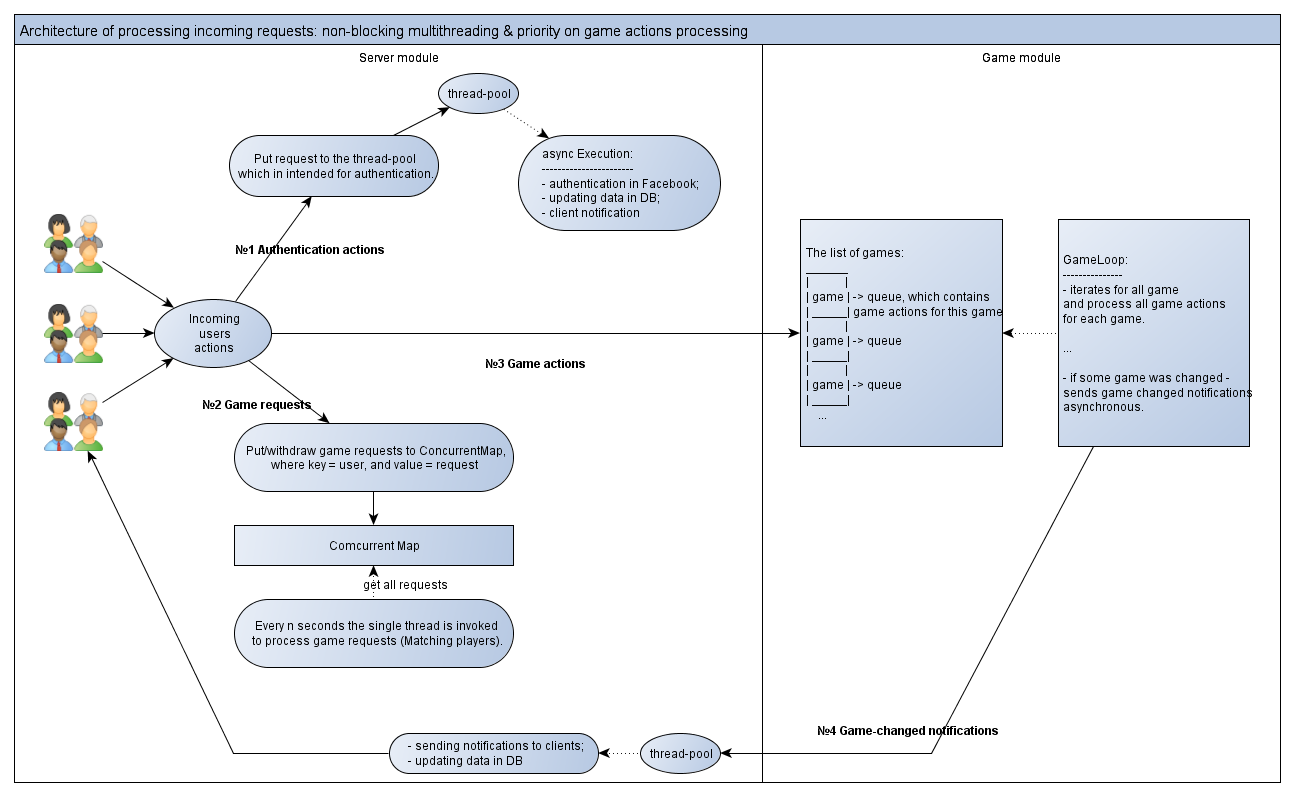 Architecture of processing incoming requests: non-blocking multithreading & priority on game actions processing
Server module
Game module
thread-pool
Put request to the thread-pool
which in intended for authentication.
async Execution:
-----------------------
- authentication in Facebook;
- updating data in DB;
- client notification
№1 Authentication actions
Incoming
users
actions
№3 Game actions
№2 Game requests
Put/withdraw game requests to ConcurrentMap,
where key = user, and value = request
Comcurrent Map
get all requests
Every n seconds the single thread is invoked
to process game requests (Matching players).
The list of games:
______
|          |
| game | -> queue, which contains
| _____| game actions for this game
|          |
| game | -> queue
| _____|
|          |
| game | -> queue
| _____|
...
GameLoop:
---------------
- iterates for all game
and process all game actions
for each game.
...
- if some game was changed -
sends game changed notifications
asynchronous.
№4 Game-changed notifications
thread-pool
- sending notifications to clients;
- updating data in DB